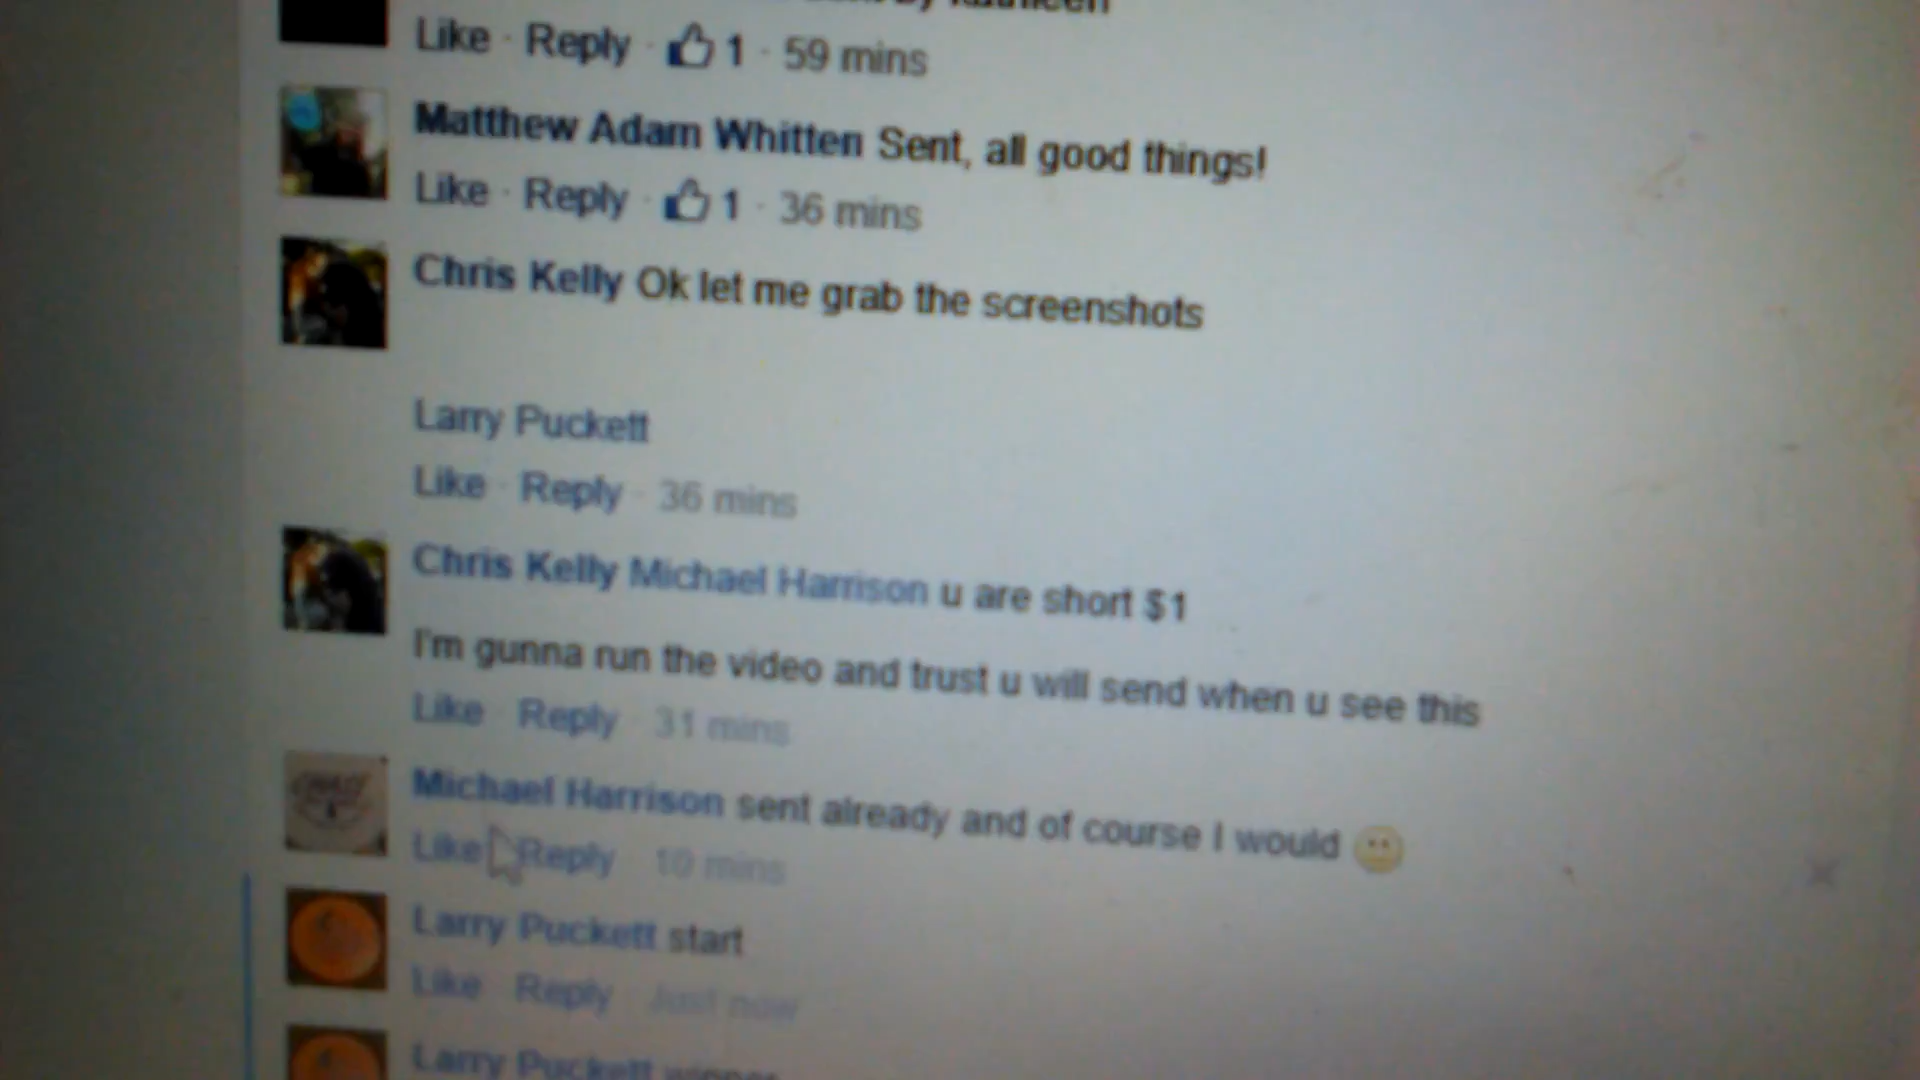 Like · Reply · 1 · 59 mins
Matthew Adam Whitten Sent, all good things!
Like · Reply · 1 · 36 mins
Chris Kelly Ok let me grab the screenshots
Larry Puckett
Like · Reply · 36 mins
Chris Kelly Michael Harrison u are short $1
I'm gunna run the video and trust u will send when u see this
Like · Reply · 31 mins
Michael Harrison sent already and of course I would
Like · Reply · 10 mins
Larry Puckett start
Like · Reply · Just now
Larry Puckett winner